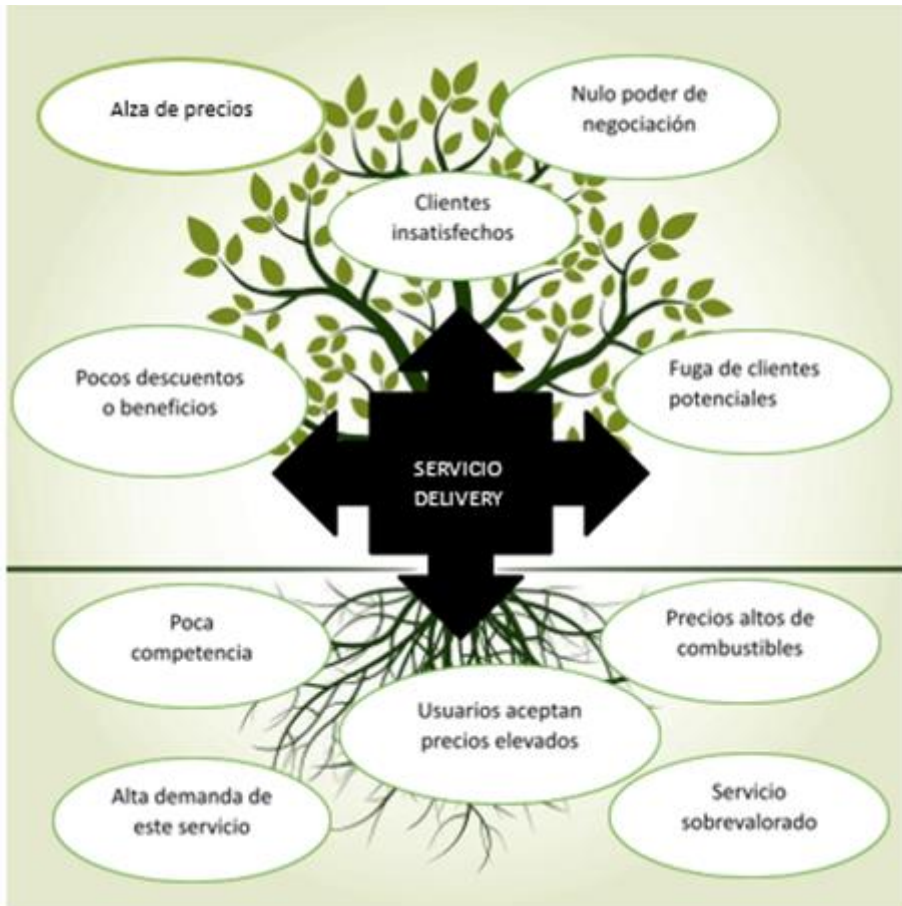 Alza de precios
Nulo poder de
negociación
Clientes
insatisfechos
Pocos descuentos
o beneficios
Fuga de clientes
potenciales
SERVICIO
DELIVERY
Poca
competencia
Precios altos de
combustibles
Usuarios aceptan
precios elevados
Alta demanda de
este servicio
Servicio
sobrevalorado